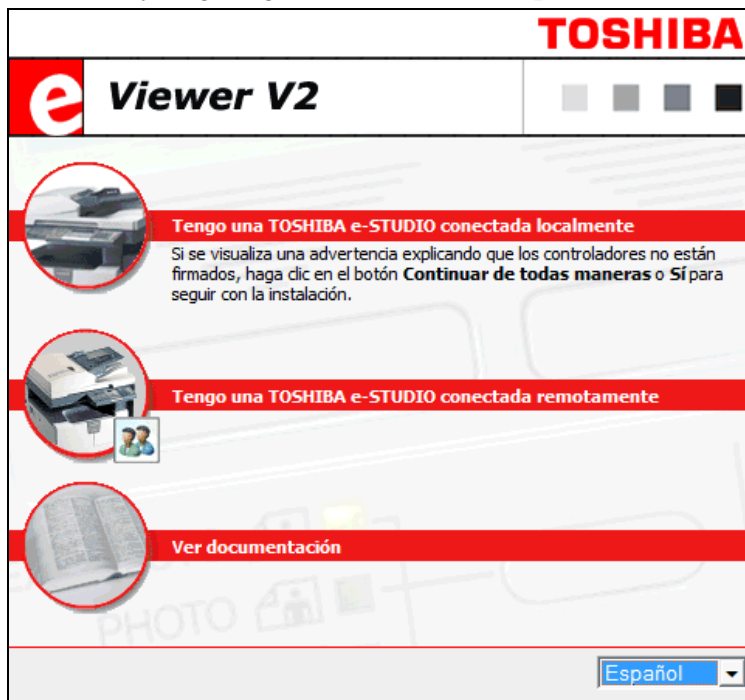 TOSHIBA
e Viewer V2
Tengo una TOSHIBA e-STUDIO conectada localmente
Si se visualiza una advertencia explicando que los controladores no están
firmados, haga clic en el botón Continuar de todas maneras o Sí para
seguir con la instalación.
Tengo una TOSHIBA e-STUDIO conectada remotamente
Ver documentación
PHOTO
Español